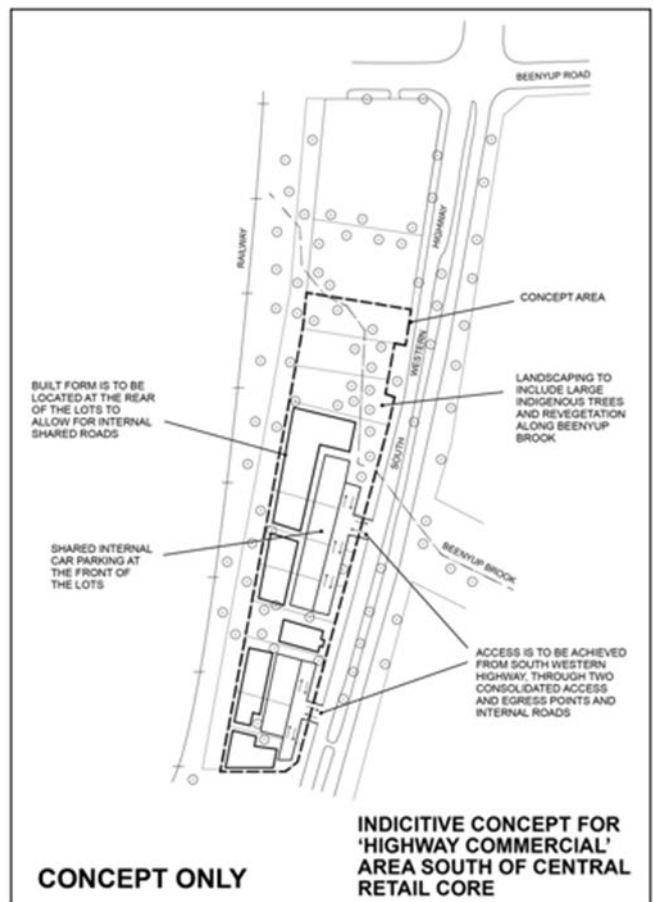 BEENYUP ROAD
RAILWAY
HIGHWAY
WESTERN
SOUTH
CONCEPT AREA
BUILT FORM IS TO BE
LOCATED AT THE REAR
OF THE LOTS TO
ALLOW FOR INTERNAL
SHARED ROADS
LANDSCAPING TO
INCLUDE LARGE
INDIGENOUS TREES
AND REVEGETATION
ALONG BEENYUP
BROOK
SHARED INTERNAL
CAR PARKING AT
THE FRONT OF
THE LOTS
BEENYUP BROOK
ACCESS IS TO BE ACHIEVED
FROM SOUTH WESTERN
HIGHWAY, THROUGH TWO
CONSOLIDATED ACCESS
AND EGRESS POINTS AND
INTERNAL ROADS
CONCEPT ONLY
INDICITIVE CONCEPT FOR
'HIGHWAY COMMERCIAL'
AREA SOUTH OF CENTRAL
RETAIL CORE